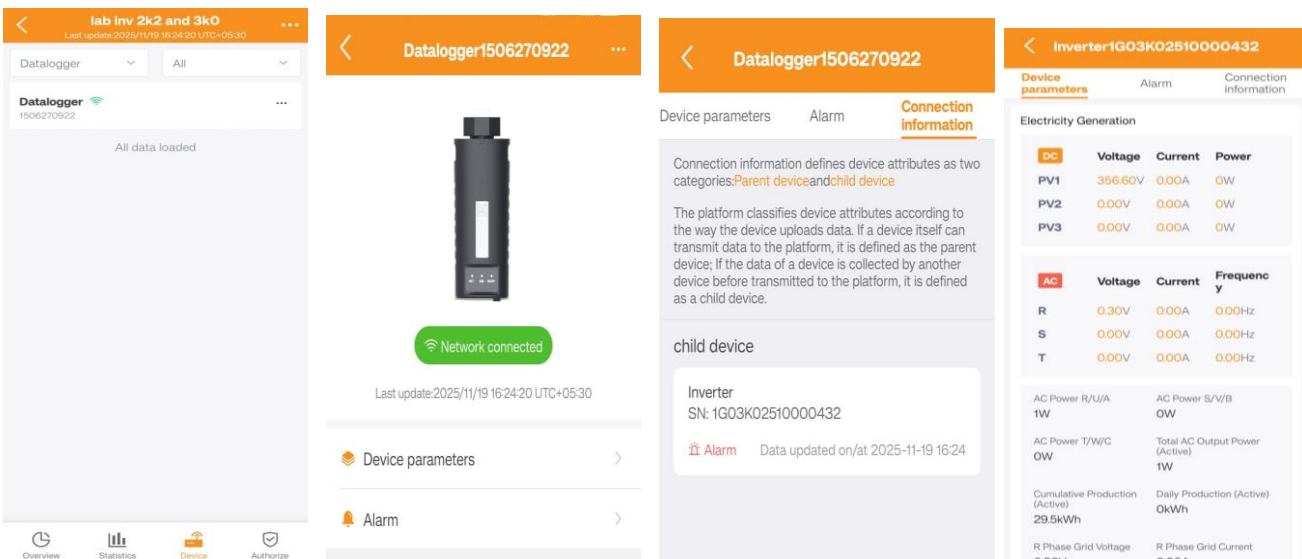 lab inv 2k2 and 3k0
Last update:2025/11/19 16:24:20 UTC+05:30
Datalogger
All
Datalogger
1506270922
All data loaded
Overview
Statistics
Device
Authorize
Datalogger1506270922
Network connected
Last update:2025/11/19 16:24:20 UTC+05:30
Device parameters
Alarm
Datalogger1506270922
Device parameters
Alarm
Connection
information
Connection information defines device attributes as two
categories:Parent deviceandchild device
The platform classifies device attributes according to
the way the device uploads data. If a device itself can
transmit data to the platform, it is defined as the parent
device; If the data of a device is collected by another
device before transmitted to the platform, it is defined
as a child device.
child device
Inverter
SN: 1G03K02510000432
Alarm Data updated on/at 2025-11-19 16:24
Inverter1G03K02510000432
Device
parameters
Alarm
Connection
information
Electricity Generation
DC Voltage Current Power
PV1 356.60V 0.00A 0W
PV2 0.00V 0.00A 0W
PV3 0.00V 0.00A 0W
AC Voltage Current Frequenc
y
R 0.30V 0.00A 0.00Hz
S 0.00V 0.00A 0.00Hz
T 0.00V 0.00A 0.00Hz
AC Power R/U/A AC Power S/V/B
1W 0W
AC Power T/W/C Total AC Output Power
(Active)
0W
1W
Cumulative Production
(Active)
Daily Production (Active)
29.5kWh
0kWh
R Phase Grid Voltage R Phase Grid Current